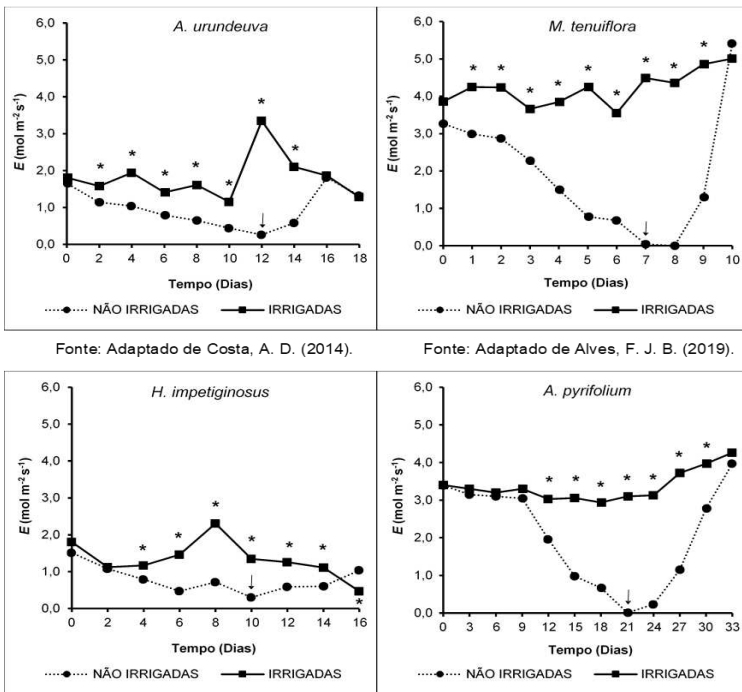 A. urundeuva
6,0
5,0
4,0
3,0
2,0
1,0
0,0
E (mol m-2 s-1)
* * * * * * *
0 2 4 6 8 10 12 14 16 18
Tempo (Dias)
NÃO IRRIGADAS IRRIGADAS
Fonte: Adaptado de Costa, A. D. (2014).
M. tenuiflora
6,0
5,0
4,0
3,0
2,0
1,0
0,0
E (mol m-2 s-1)
* * * * * * * * *
0 1 2 3 4 5 6 7 8 9 10
Tempo (Dias)
NÃO IRRIGADAS IRRIGADAS
Fonte: Adaptado de Alves, F. J. B. (2019).
H. impetiginosus
6,0
5,0
4,0
3,0
2,0
1,0
0,0
E (mol m-2 s-1)
* * * * * * *
0 2 4 6 8 10 12 14 16
Tempo (Dias)
NÃO IRRIGADAS IRRIGADAS
A. pyrifolium
6,0
5,0
4,0
3,0
2,0
1,0
0,0
E (mol m-2 s-1)
* * * * * * *
0 3 6 9 12 15 18 21 24 27 30 33
Tempo (Dias)
NÃO IRRIGADAS IRRIGADAS